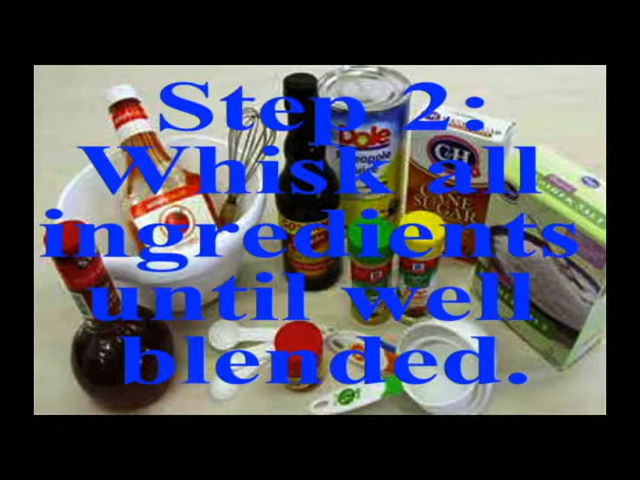 Step 2:
Whisk all
ingredients
until well
blended.
Dole
C&H
CANE
SUGAR